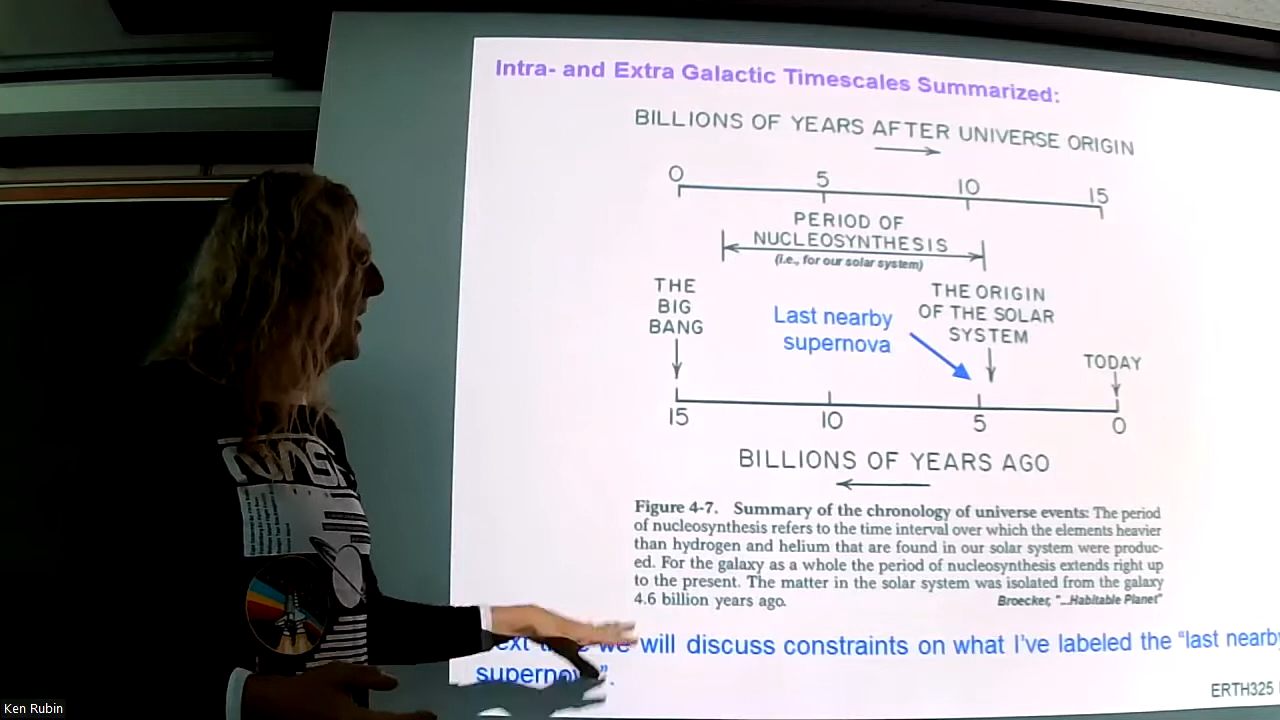 Intra- and Extra Galactic Timescales Summarized:
BILLIONS OF YEARS AFTER UNIVERSE ORIGIN
0 5 10 15
PERIOD OF
NUCLEOSYNTHESIS
(i.e., for our solar system)
THE
BIG
BANG
Last nearby
supernova
THE ORIGIN
OF THE SOLAR
SYSTEM
TODAY
15 10 5 0
BILLIONS OF YEARS AGO
Figure 4-7. Summary of the chronology of universe events: The period
of nucleosynthesis refers to the time interval over which the elements heavier
than hydrogen and helium that are found in our solar system were produc-
ed. For the galaxy as a whole the period of nucleosynthesis extends right up
to the present. The matter in the solar system was isolated from the galaxy
4.6 billion years ago.
Broecker, "...Habitable Planet"
we will discuss constraints on what I've labeled the "last nearby
supernova".
ERTH325
NASA
Ken Rubin